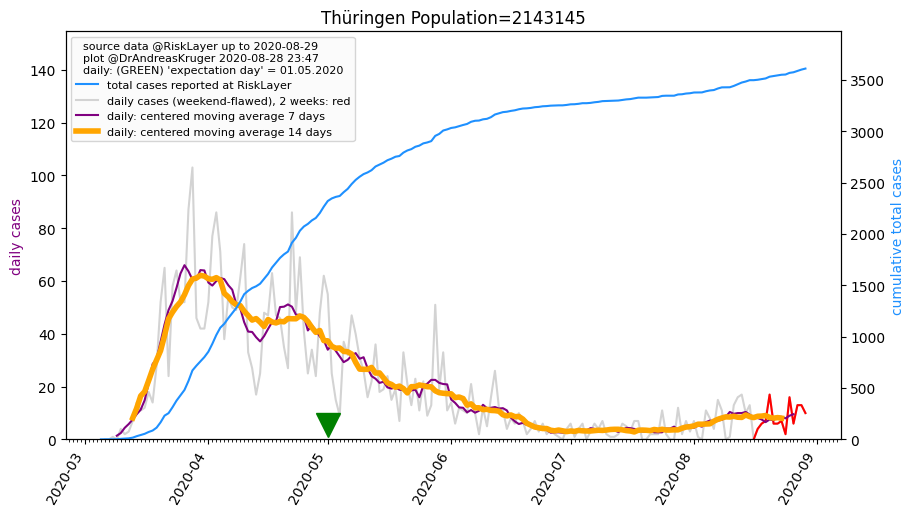 Thüringen Population=2143145
source data @RiskLayer up to 2020-08-29
plot @DrAndreasKruger 2020-08-28 23:47
daily: (GREEN) 'expectation day' = 01.05.2020
total cases reported at RiskLayer
daily cases (weekend-flawed), 2 weeks: red
daily: centered moving average 7 days
daily: centered moving average 14 days
daily cases
140
120
100
80
60
40
20
0
3500
3000
2500
2000
1500
1000
500
0
cumulative total cases
2020-03
2020-04
2020-05
2020-06
2020-07
2020-08
2020-09